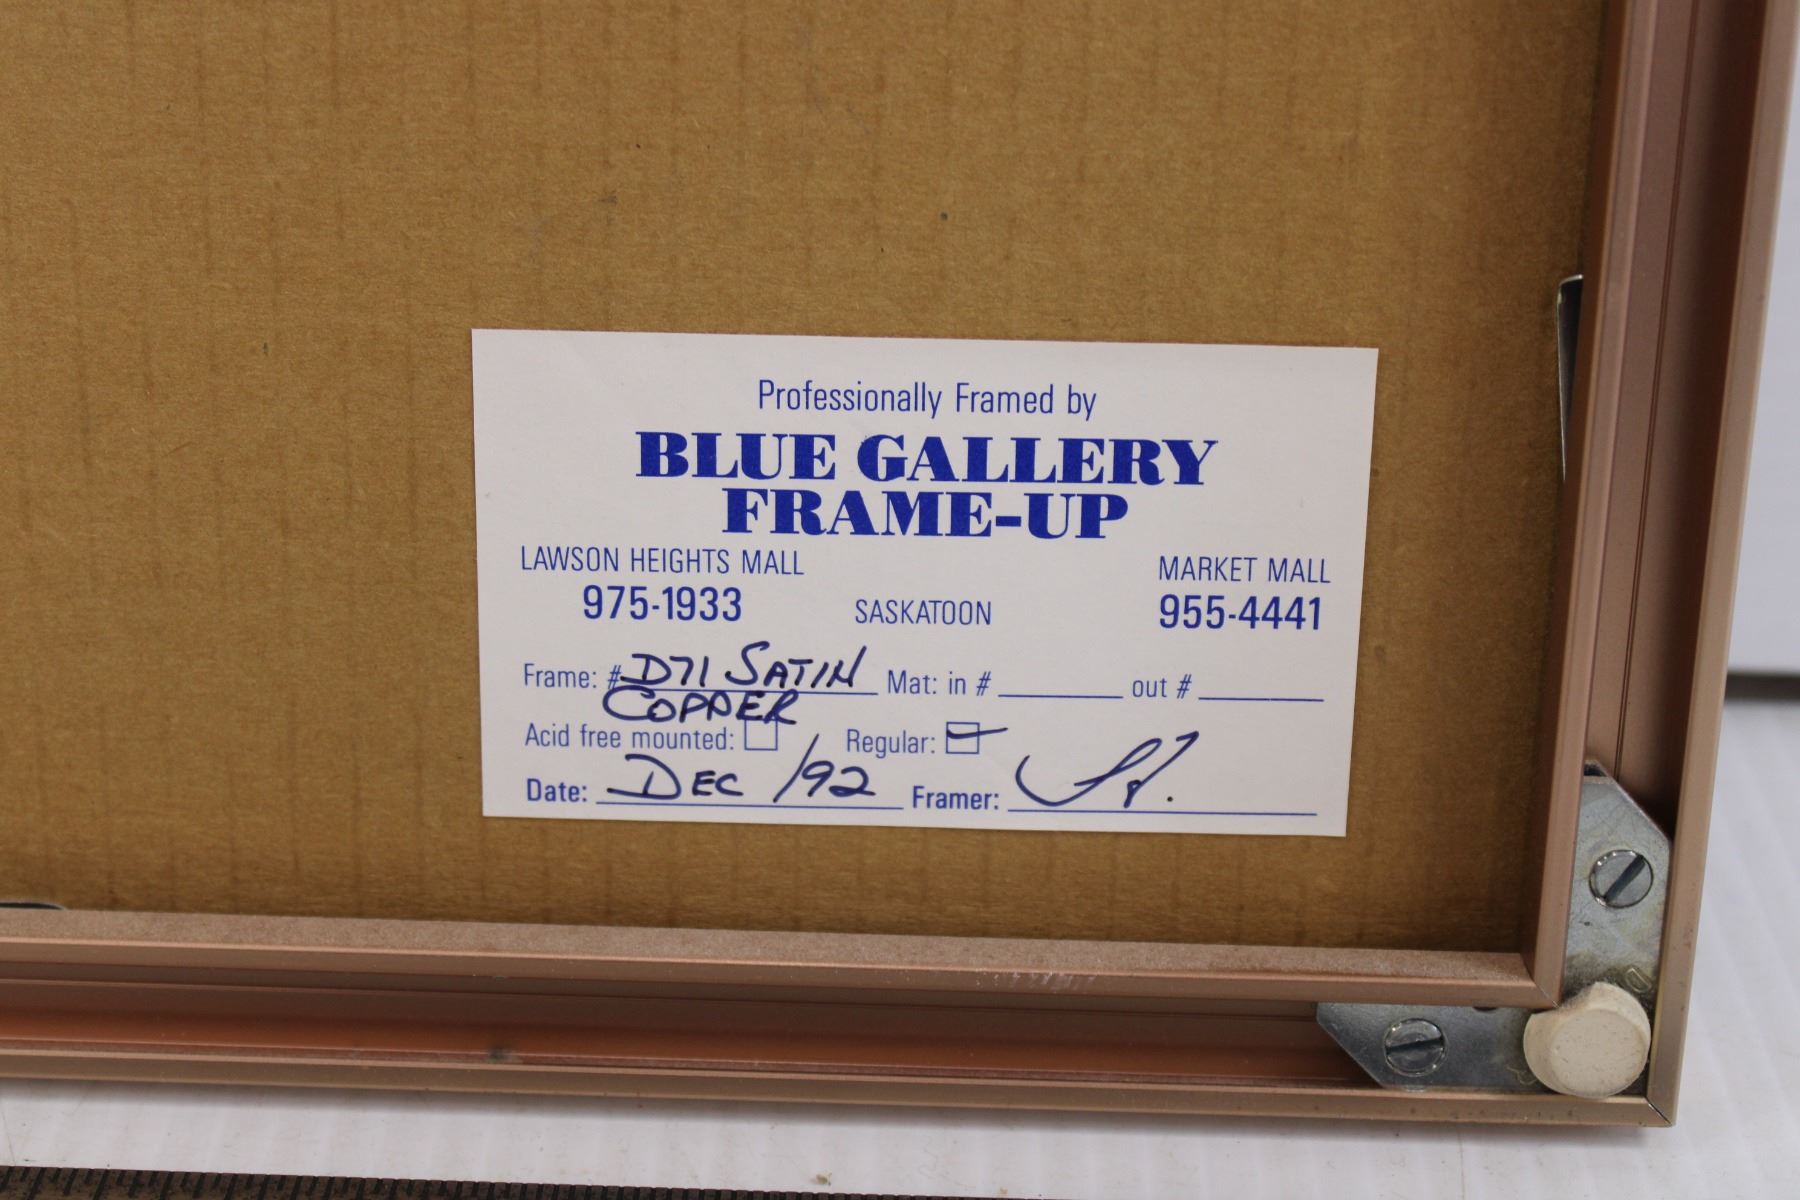 Professionally Framed by
BLUE GALLERY
FRAME-UP
LAWSON HEIGHTS MALL MARKET MALL
975-1933 SASKATOON 955-4441
Frame: # D71 SATIN Mat: in # out #
COPPER
Acid free mounted: Regular:
Date: DEC /92 Framer: